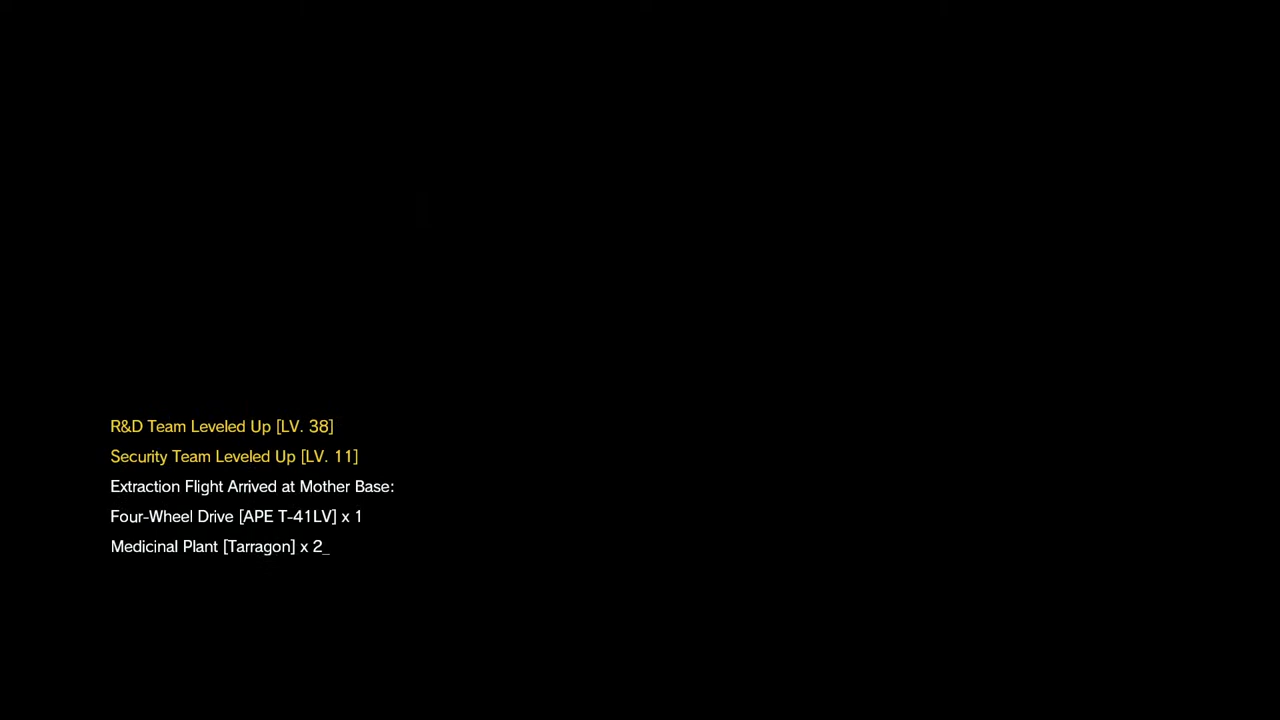 R&D Team Leveled Up [LV. 38]
Security Team Leveled Up [LV. 11]
Extraction Flight Arrived at Mother Base:
Four-Wheel Drive [APE T-41LV] x 1
Medicinal Plant [Tarragon] x 2_